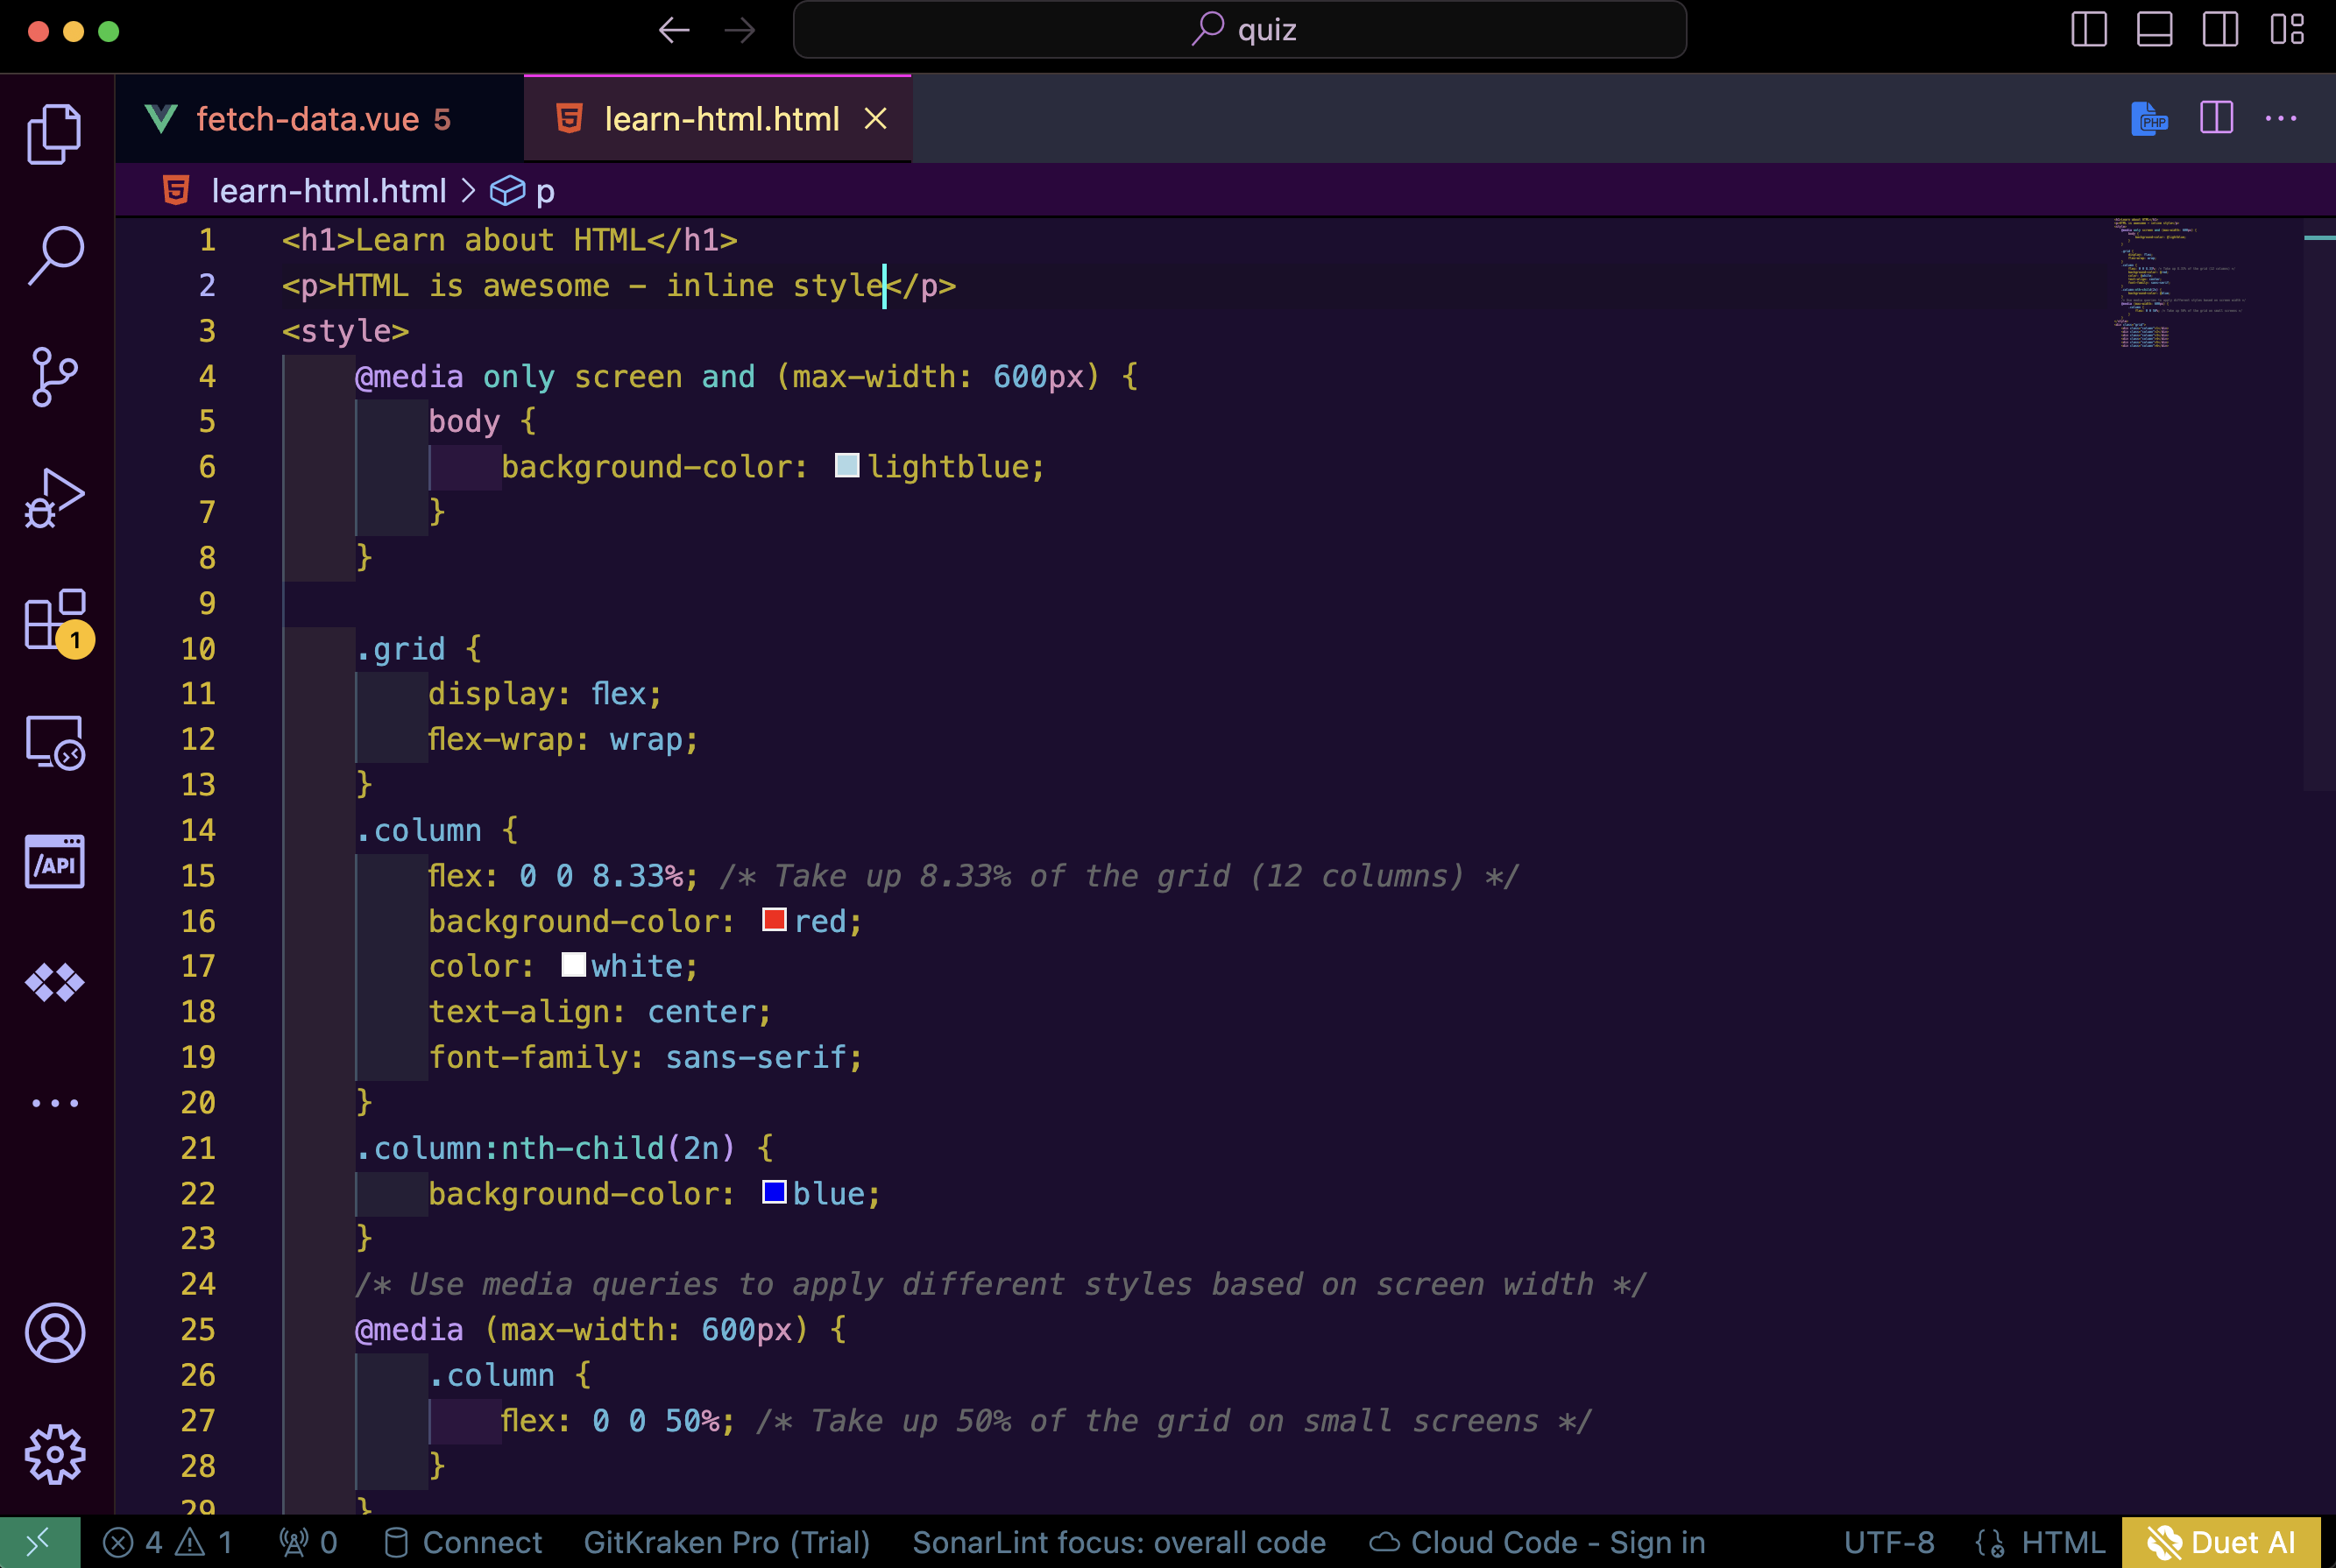 quiz
fetch-data.vue 5
learn-html.html
PHP
learn-html.html > p
1 <h1>Learn about HTML</h1>
2 <p>HTML is awesome - inline style</p>
3 <style>
4 @media only screen and (max-width: 600px) {
5 body {
6 background-color: lightblue;
7 }
8 }
9
10 .grid {
11 display: flex;
12 flex-wrap: wrap;
13 }
14 .column {
15 flex: 0 0 8.33%; /* Take up 8.33% of the grid (12 columns) */
16 background-color: red;
17 color: white;
18 text-align: center;
19 font-family: sans-serif;
20 }
21 .column:nth-child(2n) {
22 background-color: blue;
23 }
24 /* Use media queries to apply different styles based on screen width */
25 @media (max-width: 600px) {
26 .column {
27 flex: 0 0 50%; /* Take up 50% of the grid on small screens */
28 }
29 }
1
/API
4 1 0 Connect GitKraken Pro (Trial) SonarLint focus: overall code Cloud Code - Sign in UTF-8 HTML Duet AI